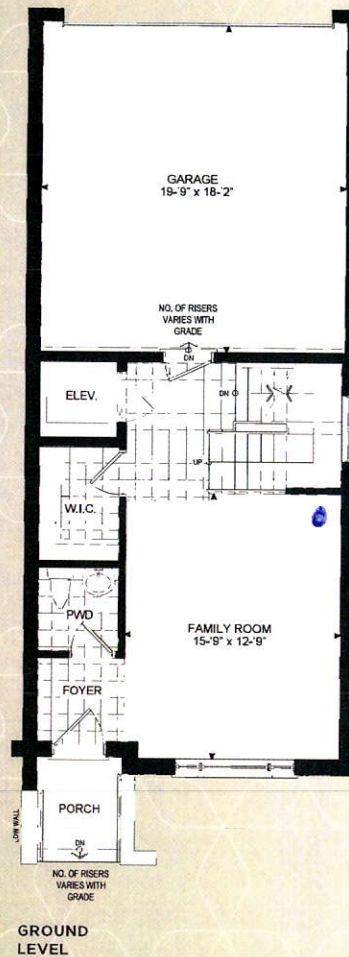 GARAGE
19-'9" x 18-'2"
NO. OF RISERS
VARIES WITH
GRADE
DN
ELEV.
DN
UP
W.I.C.
PWD
FAMILY ROOM
15-'9" x 12-'9"
FOYER
PORCH
LOW WALL
DN
NO. OF RISERS
VARIES WITH
GRADE
GROUND
LEVEL